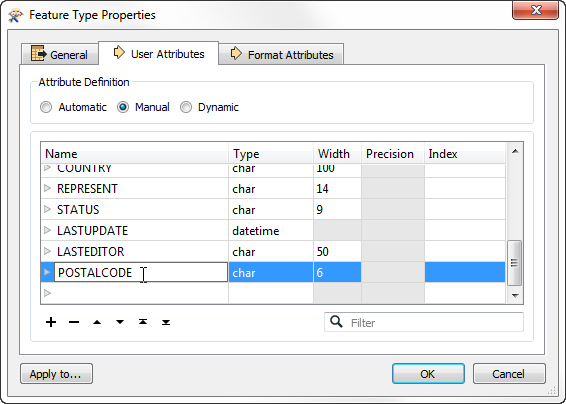 Feature Type Properties
General User Attributes Format Attributes
Attribute Definition
Automatic Manual Dynamic
Name Type Width Precision Index
COUNTRY char 100
REPRESENT char 14
STATUS char 9
LASTUPDATE datetime
LASTEDITOR char 50
POSTALCODE char 6
Filter
Apply to... OK Cancel